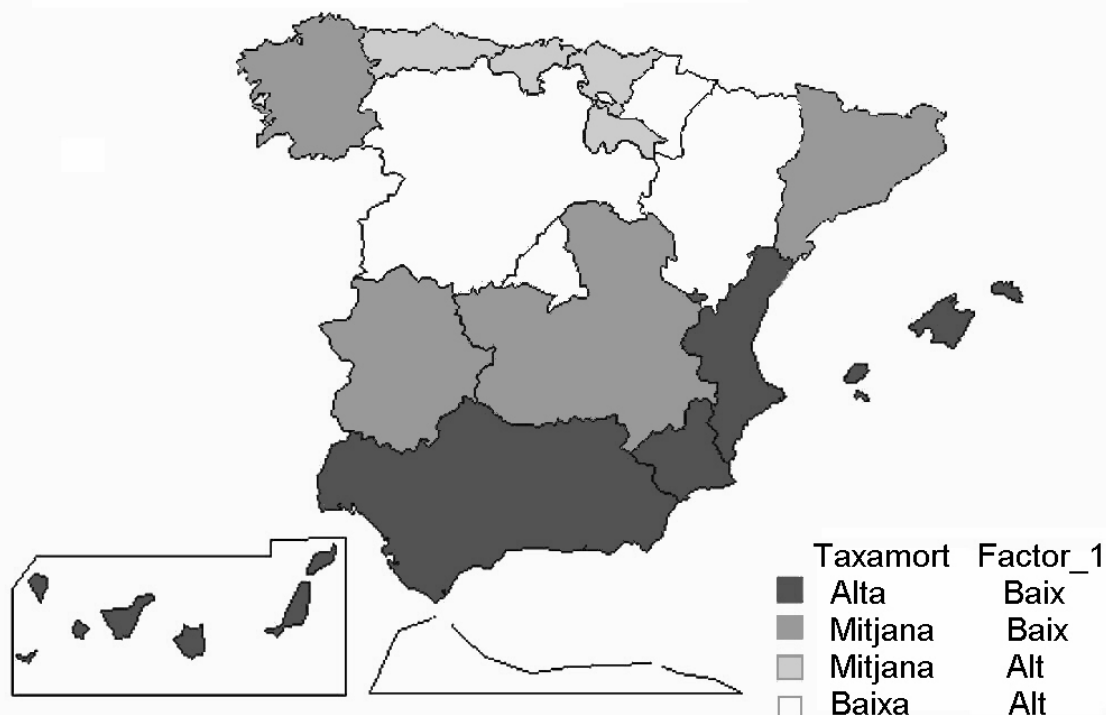 Taxamort Factor_1
Alta Baix
Mitjana Baix
Mitjana Alt
Baixa Alt